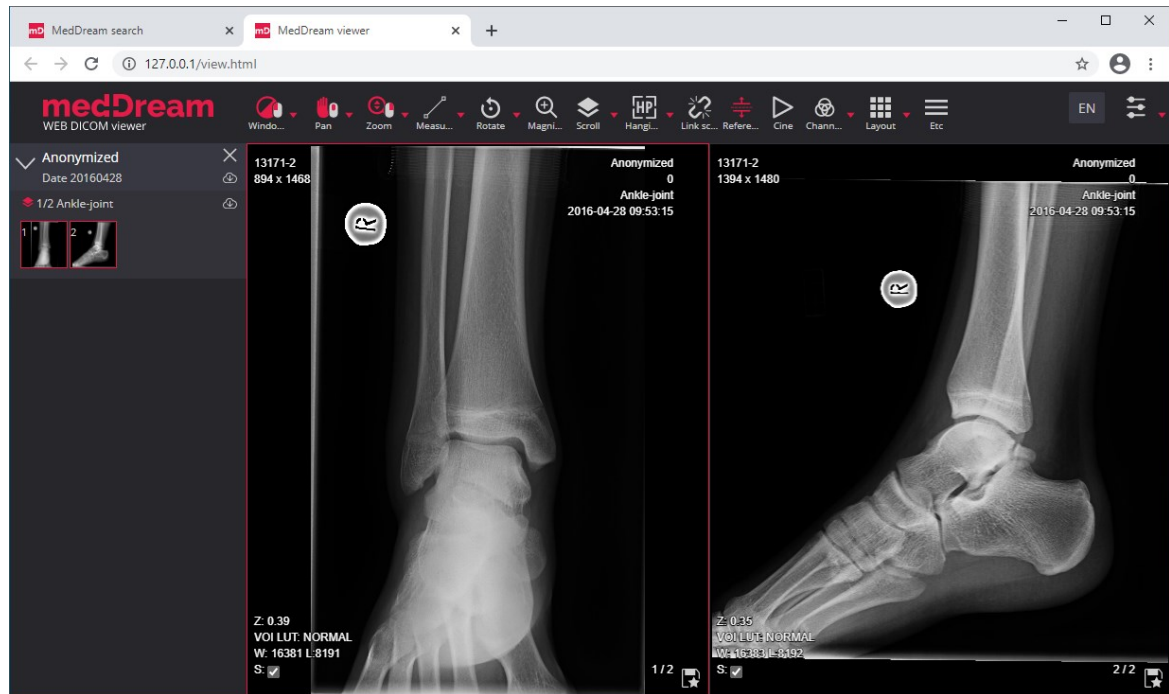 MedDream search
MedDream viewer
127.0.0.1/view.html
medDream
WEB DICOM viewer
Windo...
Pan
Zoom
Measu...
Rotate
Magni...
Scroll
HP
Hangi...
Link sc...
Refere...
Cine
Chann...
Layout
Etc
EN
Anonymized
Date 20160428
1/2 Ankle-joint
1
2
13171-2
894 x 1468
Anonymized
0
Ankle-joint
2016-04-28 09:53:15
R
Z: 0.39
VOI LUT: NORMAL
W: 16381 L:8191
S:
1/2
13171-2
1394 x 1480
Anonymized
0
Ankle-joint
2016-04-28 09:53:15
R
Z: 0.35
VOI LUT: NORMAL
W: 16383 L:8192
S:
2/2